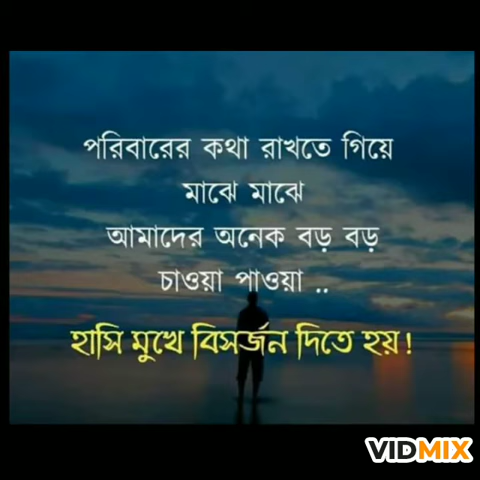 পরিবারের কথা রাখতে গিয়ে
মাঝে মাঝে
আমাদের অনেক বড় বড়
চাওয়া পাওয়া ..
হাসি মুখে বিসর্জন দিতে হয়!
VIDMIX